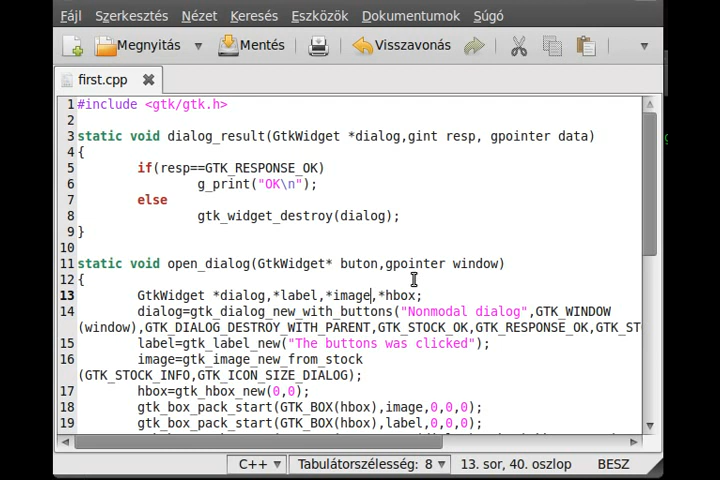 Fájl Szerkesztés Nézet Keresés Eszközök Dokumentumok Súgó
Megnyitás Mentés Visszavonás
first.cpp
1 #include <gtk/gtk.h>
2
3 static void dialog_result(GtkWidget *dialog,gint resp, gpointer data)
4 {
5 if(resp==GTK_RESPONSE_OK)
6 g_print("OK\n");
7 else
8 gtk_widget_destroy(dialog);
9 }
10
11 static void open_dialog(GtkWidget* buton,gpointer window)
12 {
13 GtkWidget *dialog,*label,*image,*hbox;
14 dialog=gtk_dialog_new_with_buttons("Nonmodal dialog",GTK_WINDOW
(window),GTK_DIALOG_DESTROY_WITH_PARENT,GTK_STOCK_OK,GTK_RESPONSE_OK,GTK_ST
15 label=gtk_label_new("The buttons was clicked");
16 image=gtk_image_new_from_stock
(GTK_STOCK_INFO,GTK_ICON_SIZE_DIALOG);
17 hbox=gtk_hbox_new(0,0);
18 gtk_box_pack_start(GTK_BOX(hbox),image,0,0,0);
19 gtk_box_pack_start(GTK_BOX(hbox),label,0,0,0);
C++ Tabulátorszélesség: 8 13. sor, 40. oszlop BESZ